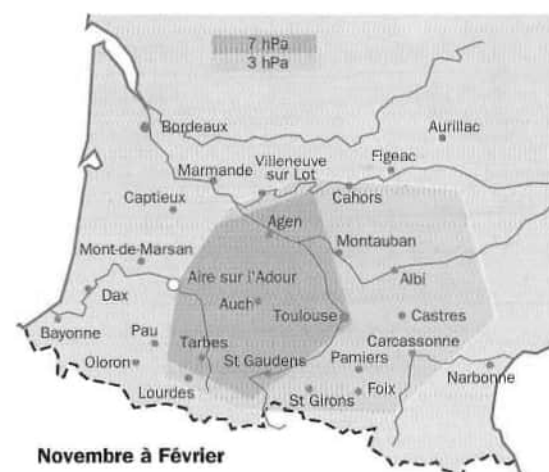 7 hPa
3 hPa
Bordeaux
Aurillac
Villeneuve
sur Lot
Figeac
Marmande
Cahors
Captieux
Agen
Montauban
Mont-de-Marsan
Albi
Aire sur l'Adour
Dax
Auch
Toulouse
Castres
Bayonne
Pau
Tarbes
Carcassonne
Oloron
St Gaudens
Pamiers
Narbonne
Lourdes
St Girons
Foix
Novembre à Février